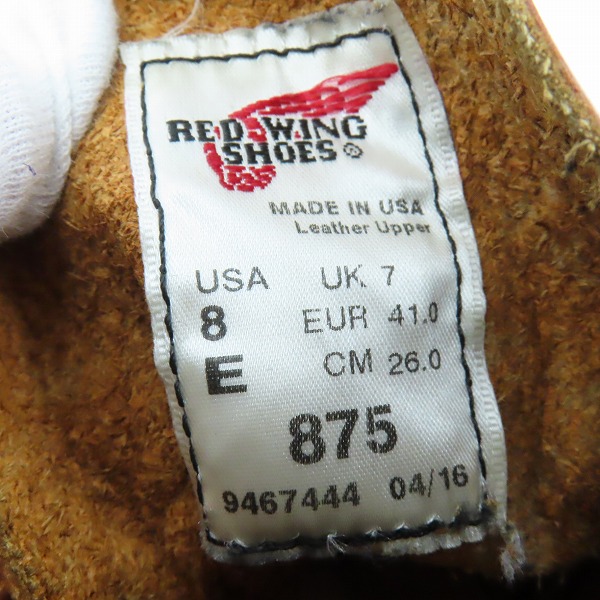 RED WING
SHOES®
MADE IN USA
Leather Upper
USA UK 7
8 EUR 41.0
E CM 26.0
875
9467444 04/16